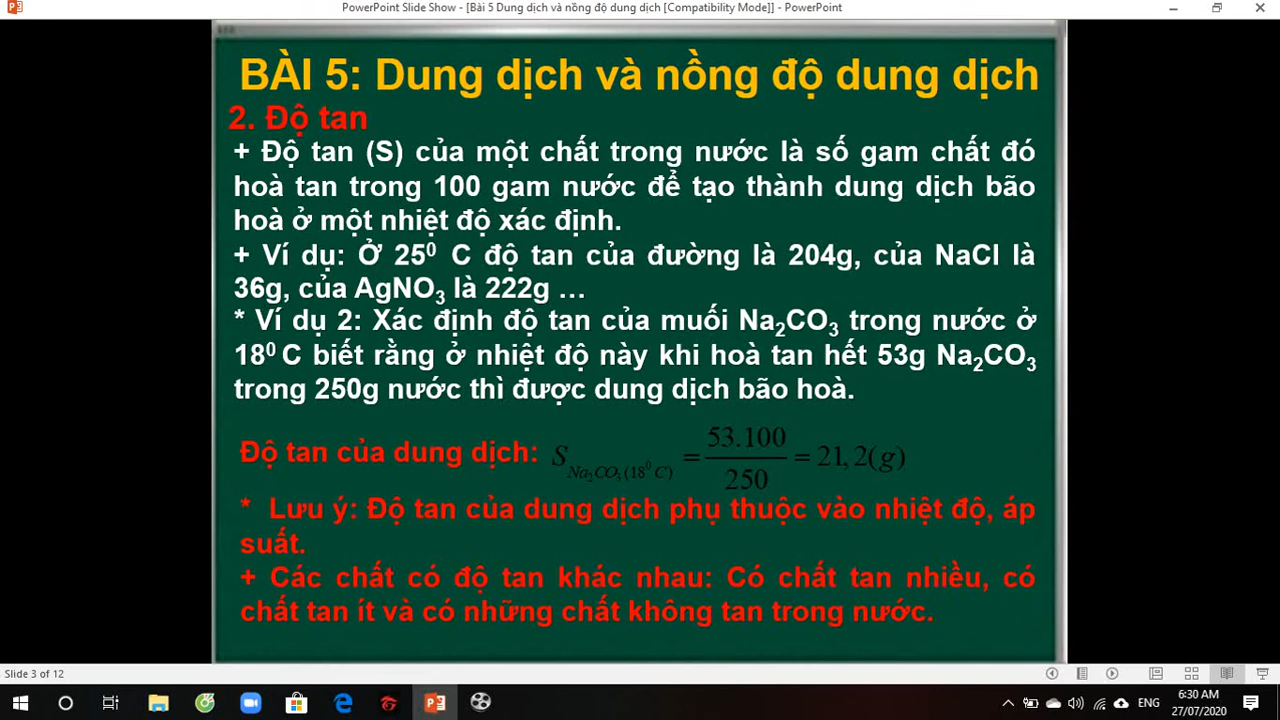 PowerPoint Slide Show - [Bài 5 Dung dịch và nồng độ dung dịch [Compatibility Mode]] - PowerPoint
BÀI 5: Dung dịch và nồng độ dung dịch
2. Độ tan
+ Độ tan (S) của một chất trong nước là số gam chất đó
hoà tan trong 100 gam nước để tạo thành dung dịch bão
hoà ở một nhiệt độ xác định.
+ Ví dụ: Ở 25⁰ C độ tan của đường là 204g, của NaCl là
36g, của AgNO₃ là 222g ...
* Ví dụ 2: Xác định độ tan của muối Na₂CO₃ trong nước ở
18⁰ C biết rằng ở nhiệt độ này khi hoà tan hết 53g Na₂CO₃
trong 250g nước thì được dung dịch bão hoà.
Độ tan của dung dịch: S Na₂CO₃(18⁰C) = 53.100 / 250 = 21,2(g)
* Lưu ý: Độ tan của dung dịch phụ thuộc vào nhiệt độ, áp
suất.
+ Các chất có độ tan khác nhau: Có chất tan nhiều, có
chất tan ít và có những chất không tan trong nước.
Slide 3 of 12
ENG
6:30 AM
27/07/2020